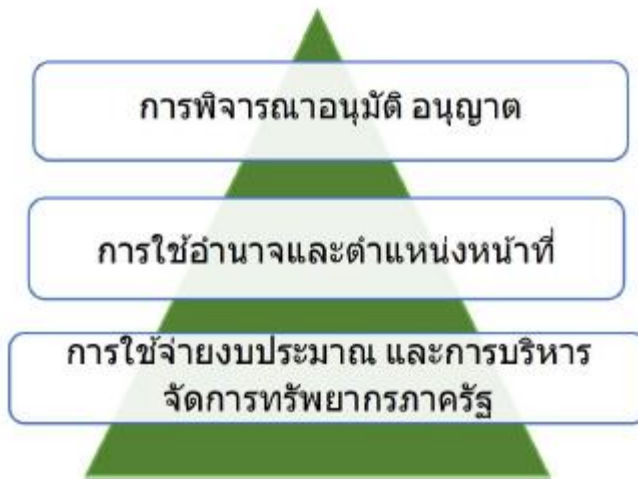 การพิจารณาอนุมัติ อนุญาต
การใช้อำนาจและตำแหน่งหน้าที่
การใช้จ่ายงบประมาณ และการบริหาร
จัดการทรัพยากรภาครัฐ